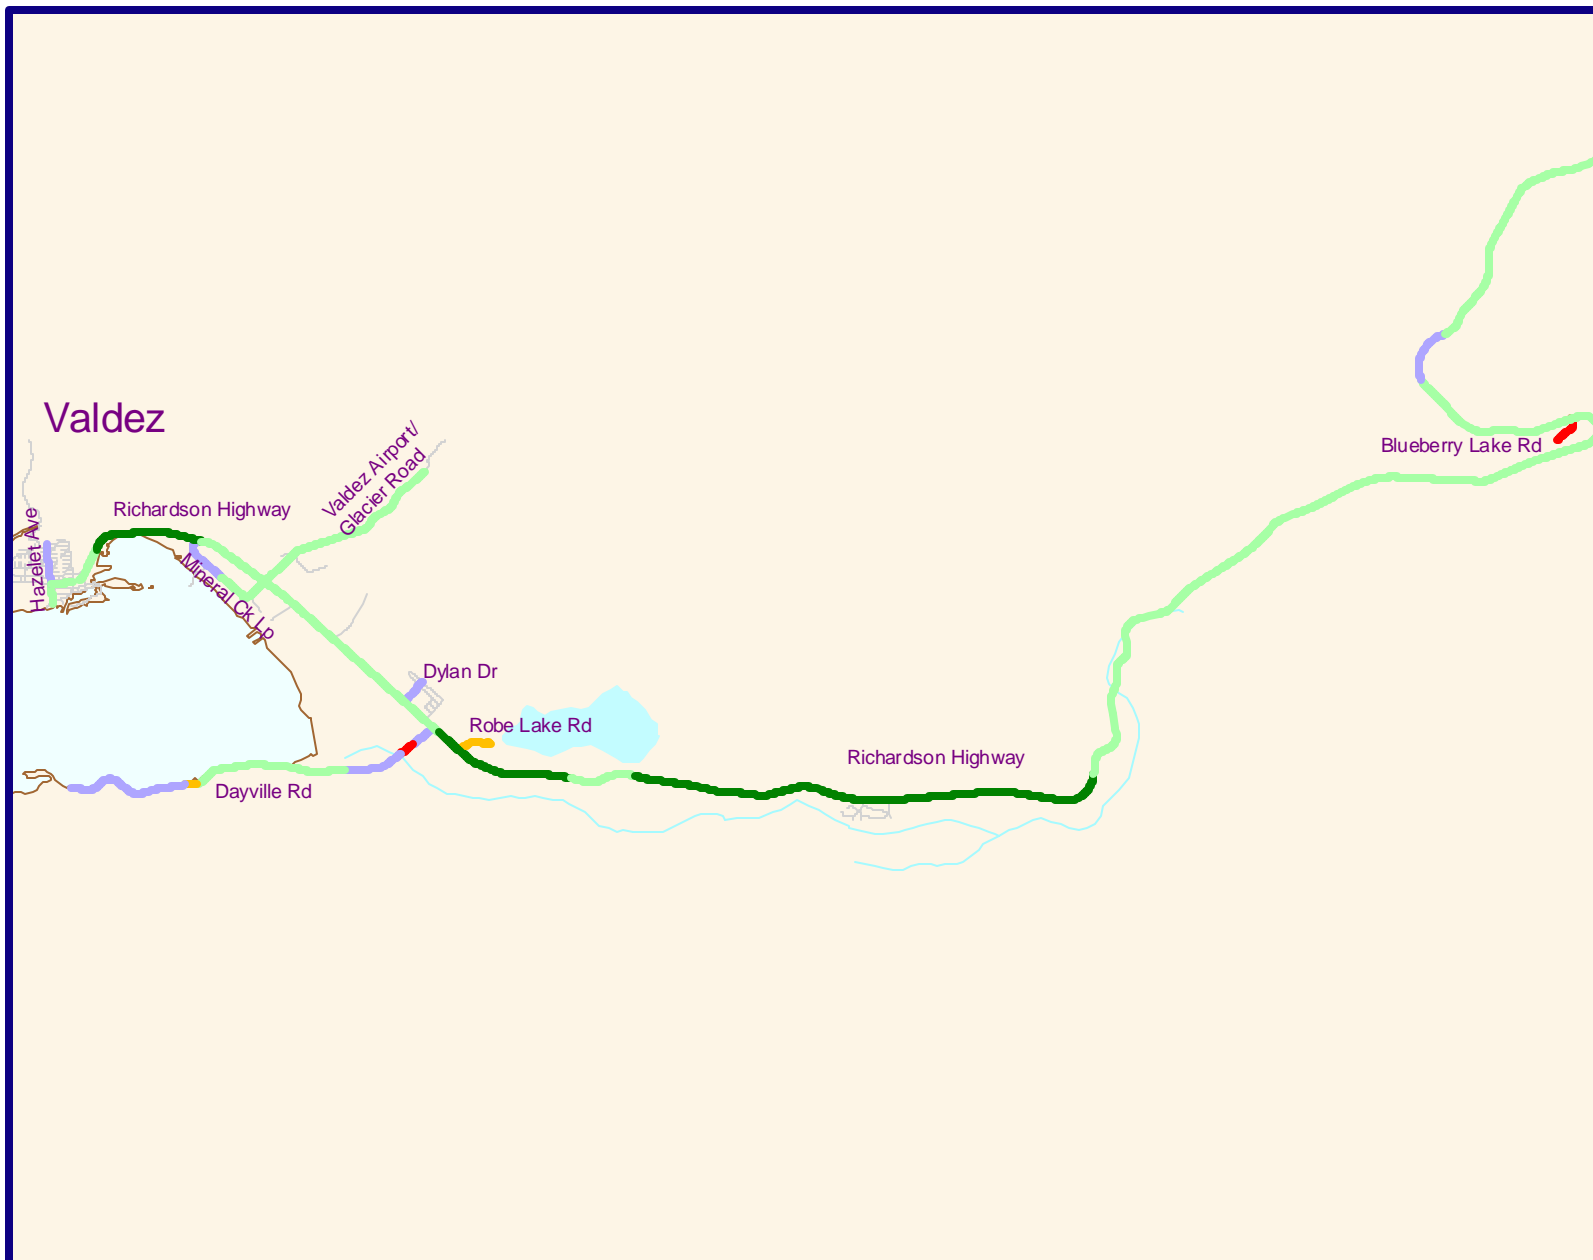 Valdez
Valdez Airport/
Glacier Road
Blueberry Lake Rd
Richardson Highway
Hazelet Ave
Mineral Ck Lp
Dylan Dr
Robe Lake Rd
Richardson Highway
Dayville Rd